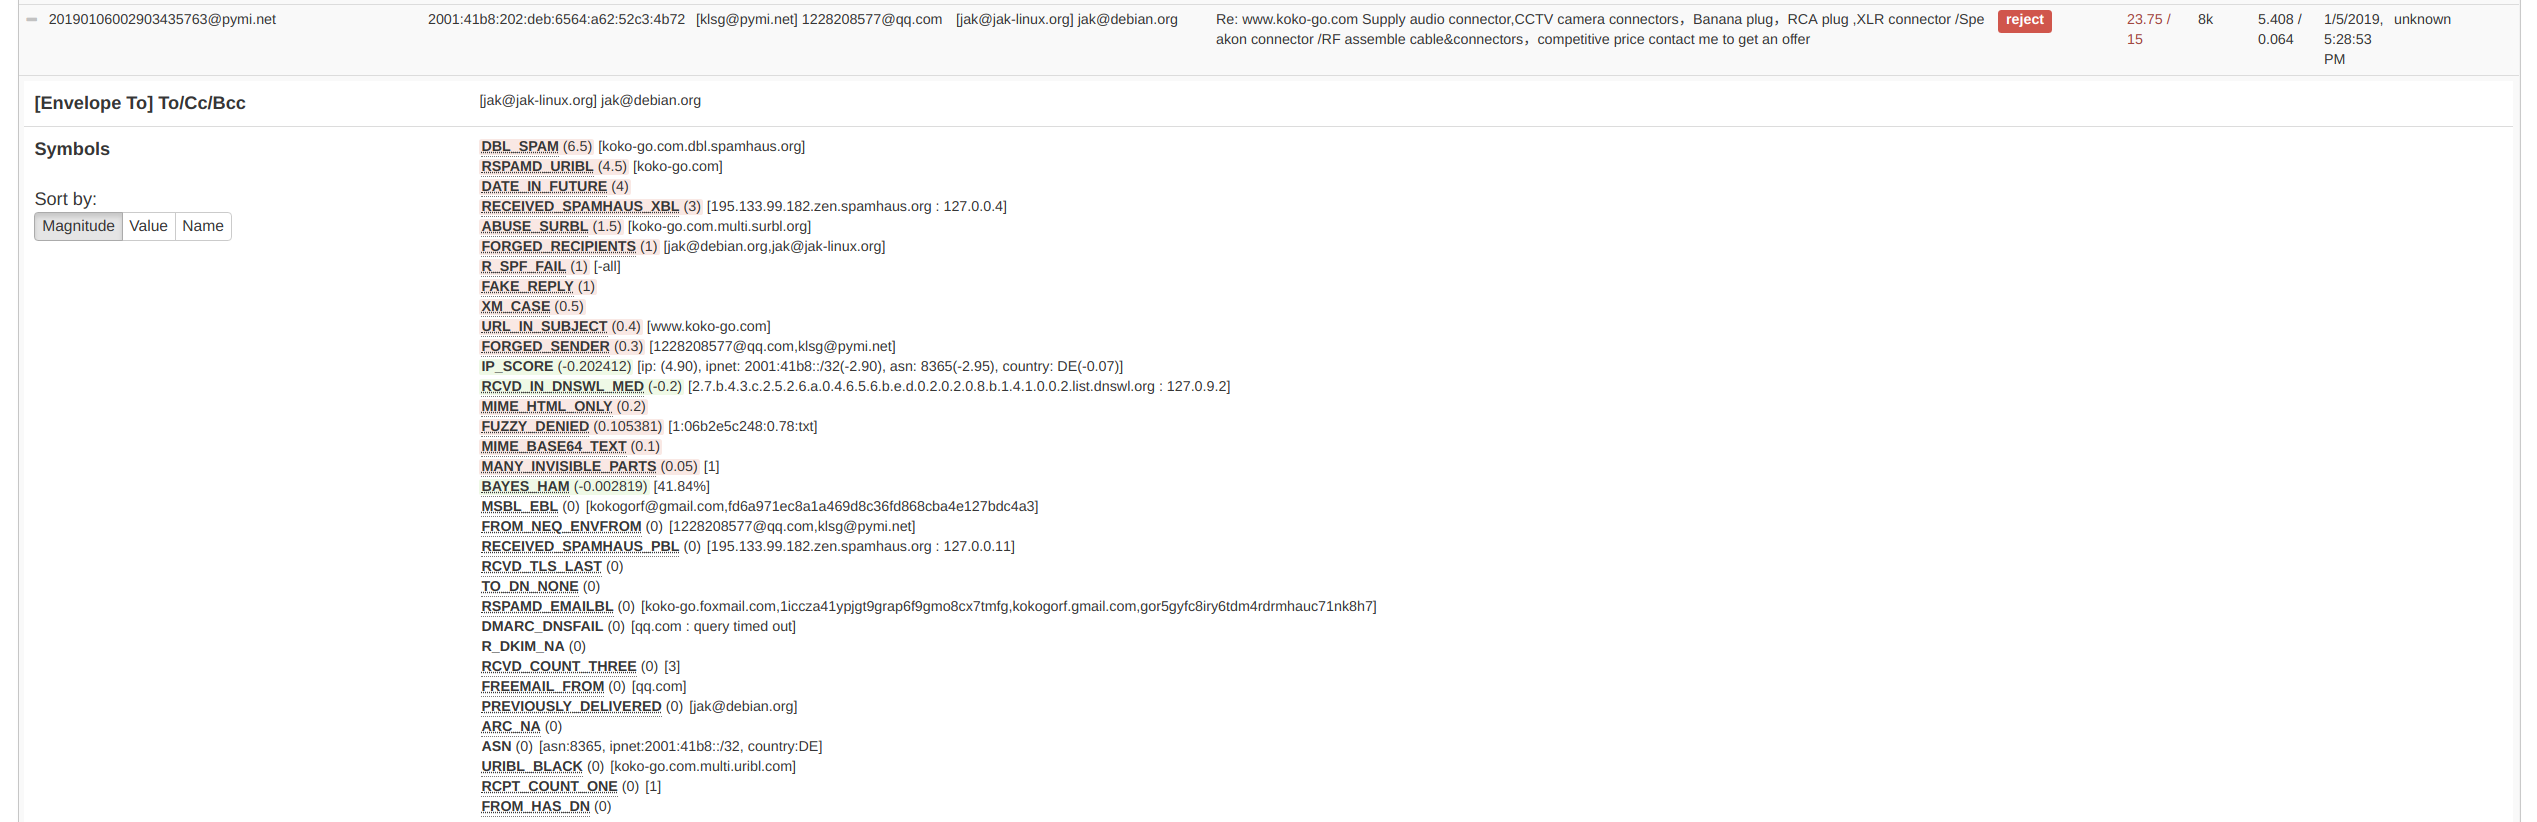 20190106002903435763@pymi.net 2001:41b8:202:deb:6564:a62:52c3:4b72 [klsg@pymi.net] 1228208577@qq.com [jak@jak-linux.org] jak@debian.org Re: www.koko-go.com Supply audio connector,CCTV camera connectors，Banana plug，RCA plug ,XLR connector /Spe reject 23.75 / 8k 5.408 / 1/5/2019, unknown
akon connector /RF assemble cable&connectors，competitive price contact me to get an offer 15 0.064 5:28:53
PM
[Envelope To] To/Cc/Bcc [jak@jak-linux.org] jak@debian.org
Symbols
Sort by:
Magnitude Value Name
DBL_SPAM (6.5) [koko-go.com.dbl.spamhaus.org]
RSPAMD_URIBL (4.5) [koko-go.com]
DATE_IN_FUTURE (4)
RECEIVED_SPAMHAUS_XBL (3) [195.133.99.182.zen.spamhaus.org : 127.0.0.4]
ABUSE_SURBL (1.5) [koko-go.com.multi.surbl.org]
FORGED_RECIPIENTS (1) [jak@debian.org,jak@jak-linux.org]
R_SPF_FAIL (1) [-all]
FAKE_REPLY (1)
XM_CASE (0.5)
URL_IN_SUBJECT (0.4) [www.koko-go.com]
FORGED_SENDER (0.3) [1228208577@qq.com,klsg@pymi.net]
IP_SCORE (-0.202412) [ip: (4.90), ipnet: 2001:41b8::/32(-2.90), asn: 8365(-2.95), country: DE(-0.07)]
RCVD_IN_DNSWL_MED (-0.2) [2.7.b.4.3.c.2.5.2.6.a.0.4.6.5.6.b.e.d.0.2.0.2.0.8.b.1.4.1.0.0.2.list.dnswl.org : 127.0.9.2]
MIME_HTML_ONLY (0.2)
FUZZY_DENIED (0.105381) [1:06b2e5c248:0.78:txt]
MIME_BASE64_TEXT (0.1)
MANY_INVISIBLE_PARTS (0.05) [1]
BAYES_HAM (-0.002819) [41.84%]
MSBL_EBL (0) [kokogorf@gmail.com,fd6a971ec8a1a469d8c36fd868cba4e127bdc4a3]
FROM_NEQ_ENVFROM (0) [1228208577@qq.com,klsg@pymi.net]
RECEIVED_SPAMHAUS_PBL (0) [195.133.99.182.zen.spamhaus.org : 127.0.0.11]
RCVD_TLS_LAST (0)
TO_DN_NONE (0)
RSPAMD_EMAILBL (0) [koko-go.foxmail.com,1iccza41ypjgt9grap6f9gmo8cx7tmfg,kokogorf.gmail.com,gor5gyfc8iry6tdm4rdrmhauc71nk8h7]
DMARC_DNSFAIL (0) [qq.com : query timed out]
R_DKIM_NA (0)
RCVD_COUNT_THREE (0) [3]
FREEMAIL_FROM (0) [qq.com]
PREVIOUSLY_DELIVERED (0) [jak@debian.org]
ARC_NA (0)
ASN (0) [asn:8365, ipnet:2001:41b8::/32, country:DE]
URIBL_BLACK (0) [koko-go.com.multi.uribl.com]
RCPT_COUNT_ONE (0) [1]
FROM_HAS_DN (0)